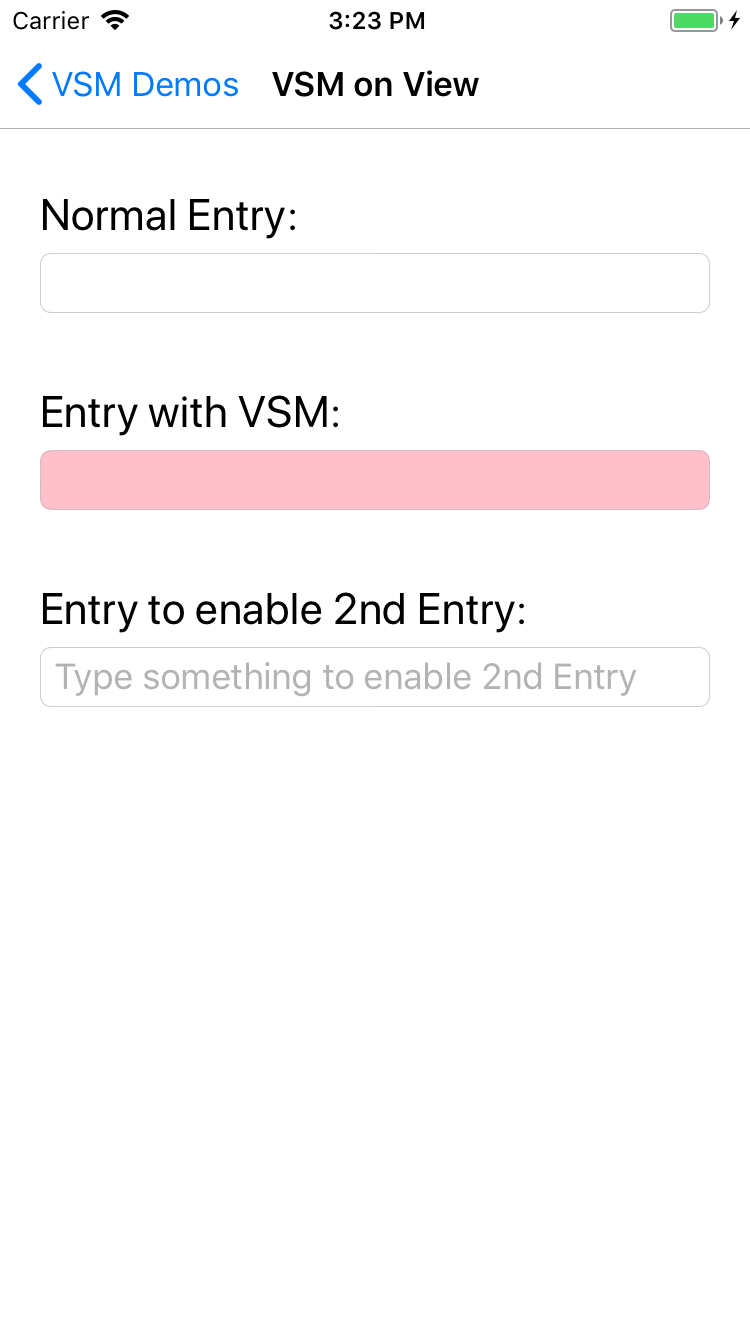 Carrier 3:23 PM
VSM Demos VSM on View
Normal Entry:
Entry with VSM:
Entry to enable 2nd Entry:
Type something to enable 2nd Entry